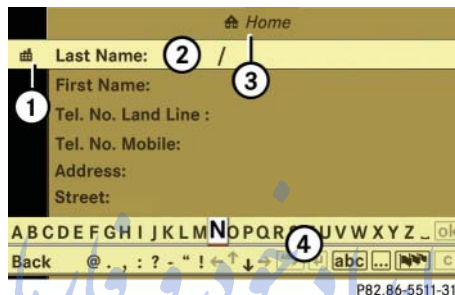 Home
Last Name: 2 /
1 3
First Name:
Tel. No. Land Line :
Tel. No. Mobile:
Address:
Street:
A B C D E F G H I J K L M N O P Q R U V W X Y Z _ ok
4
Back @ . , : ? - " ! ← ↑ ↓ → abc ... c
P82.86-5511-31